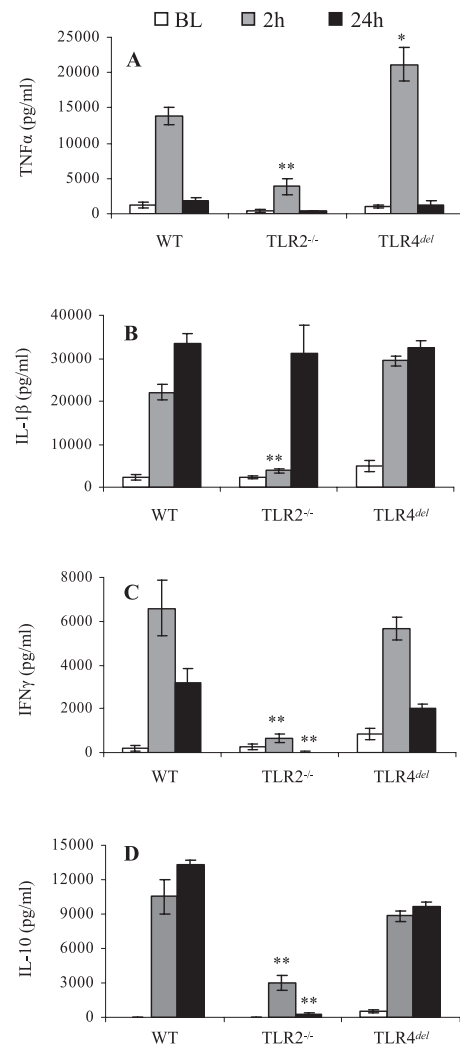 BL 2h 24h
A
TNFα (pg/ml)
25000
20000
15000
10000
5000
0
*
**
WT TLR2-/- TLR4del
B
IL-1β (pg/ml)
40000
30000
20000
10000
0
**
WT TLR2-/- TLR4del
C
IFNγ (pg/ml)
8000
6000
4000
2000
0
** **
WT TLR2-/- TLR4del
D
IL-10 (pg/ml)
15000
12000
9000
6000
3000
0
** **
WT TLR2-/- TLR4del